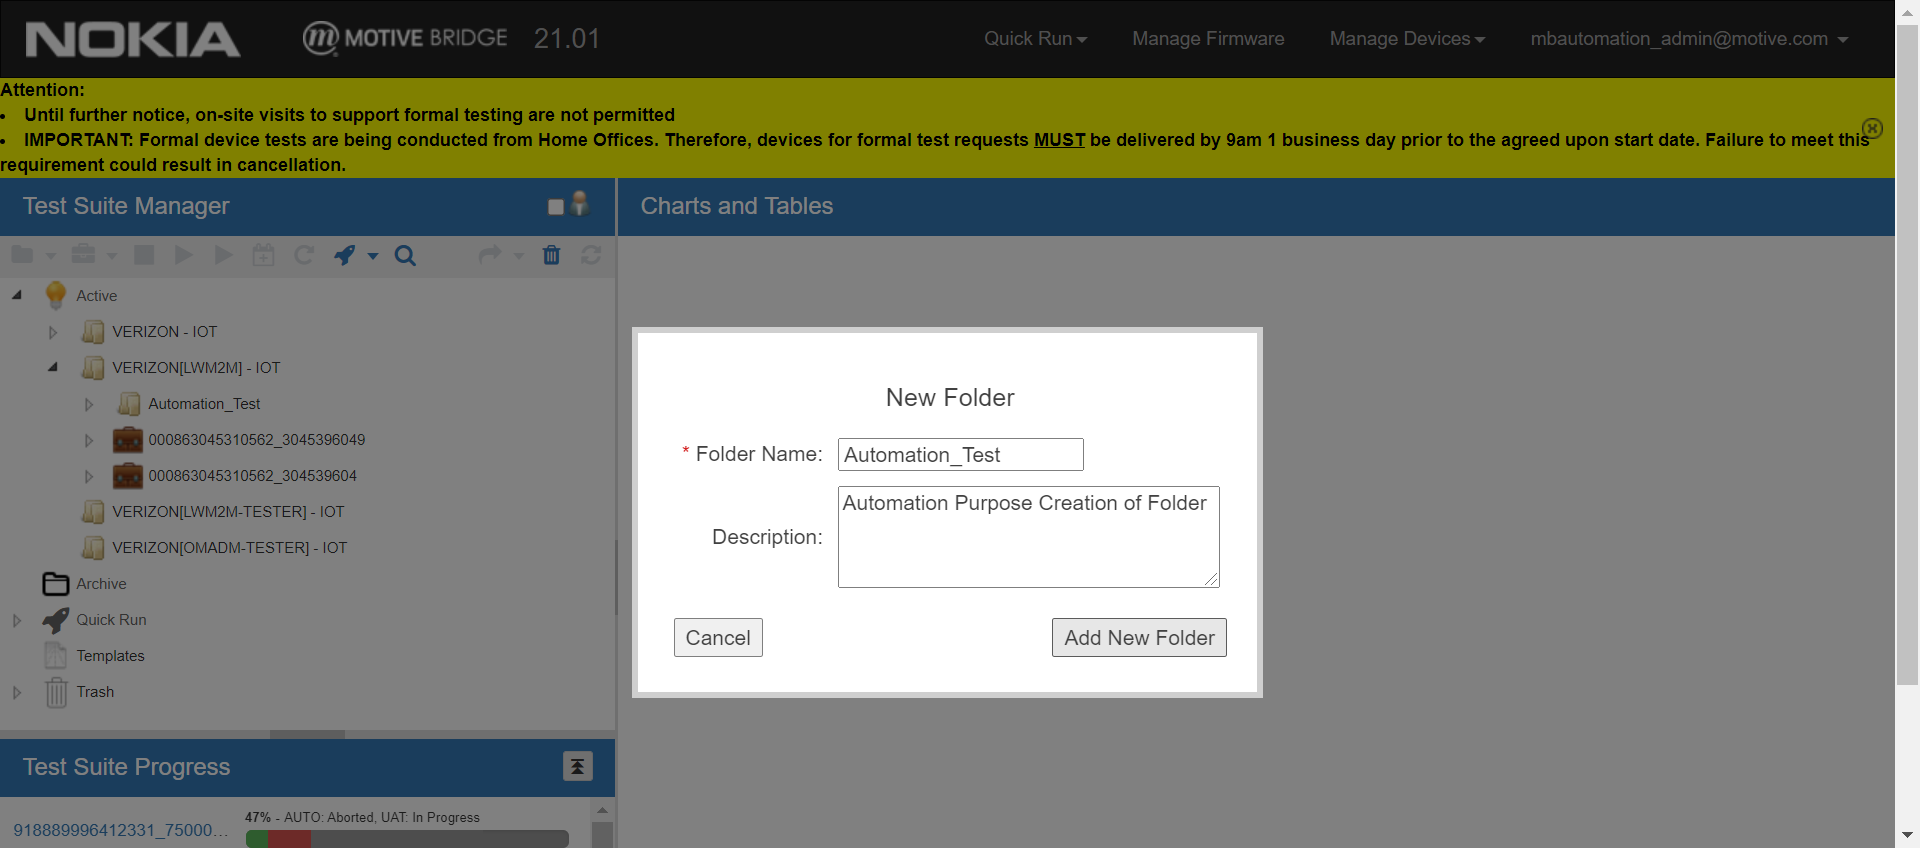 NOKIA
MOTIVE BRIDGE 21.01
Quick Run
Manage Firmware
Manage Devices
mbautomation_admin@motive.com
Attention:
• Until further notice, on-site visits to support formal testing are not permitted
• IMPORTANT: Formal device tests are being conducted from Home Offices. Therefore, devices for formal test requests MUST be delivered by 9am 1 business day prior to the agreed upon start date. Failure to meet this
requirement could result in cancellation.
Test Suite Manager
Charts and Tables
Active
VERIZON - IOT
VERIZON[LWM2M] - IOT
Automation_Test
000863045310562_3045396049
000863045310562_304539604
VERIZON[LWM2M-TESTER] - IOT
VERIZON[OMADM-TESTER] - IOT
Archive
Quick Run
Templates
Trash
New Folder
* Folder Name: Automation_Test
Description: Automation Purpose Creation of Folder
Cancel
Add New Folder
Test Suite Progress
918889996412331_75000...
47% - AUTO: Aborted, UAT: In Progress